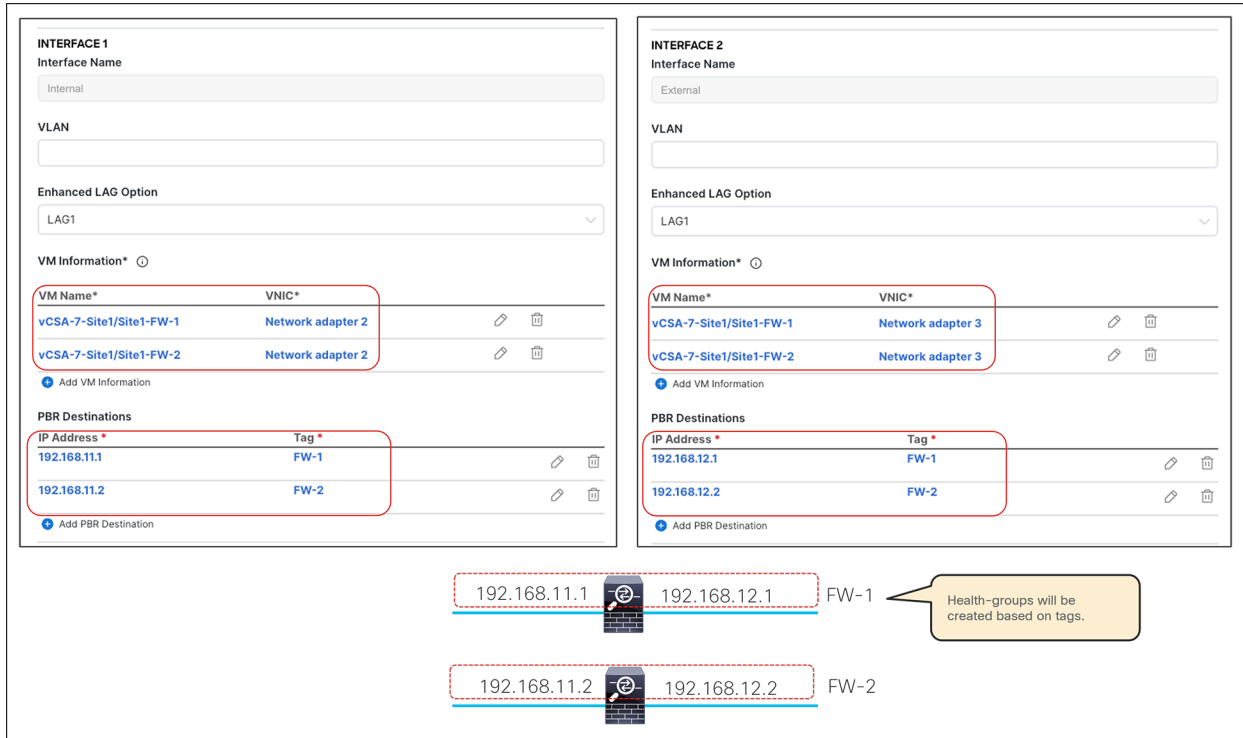 INTERFACE 1
Interface Name
Internal
VLAN
Enhanced LAG Option
LAG1
VM Information*
VM Name* VNIC*
vCSA-7-Site1/Site1-FW-1 Network adapter 2
vCSA-7-Site1/Site1-FW-2 Network adapter 2
Add VM Information
PBR Destinations
IP Address * Tag *
192.168.11.1 FW-1
192.168.11.2 FW-2
Add PBR Destination
INTERFACE 2
Interface Name
External
VLAN
Enhanced LAG Option
LAG1
VM Information*
VM Name* VNIC*
vCSA-7-Site1/Site1-FW-1 Network adapter 3
vCSA-7-Site1/Site1-FW-2 Network adapter 3
Add VM Information
PBR Destinations
IP Address * Tag *
192.168.12.1 FW-1
192.168.12.2 FW-2
Add PBR Destination
192.168.11.1 192.168.12.1 FW-1
Health-groups will be
created based on tags.
192.168.11.2 192.168.12.2 FW-2